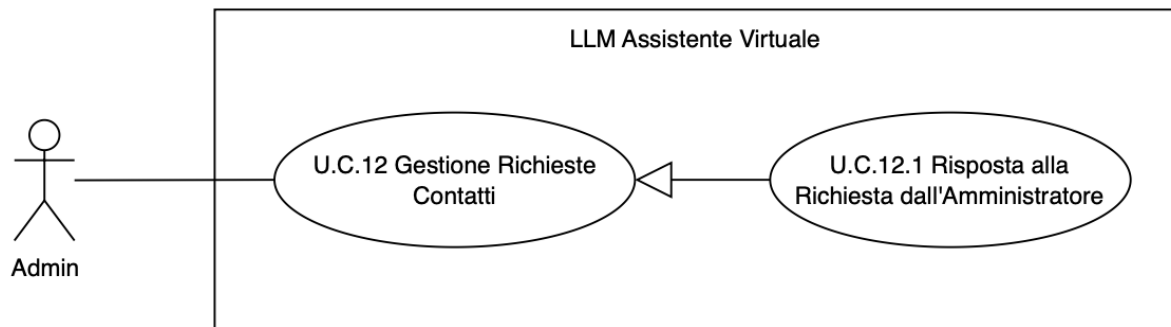 LLM Assistente Virtuale
U.C.12 Gestione Richieste
Contatti
U.C.12.1 Risposta alla
Richiesta dall'Amministratore
Admin